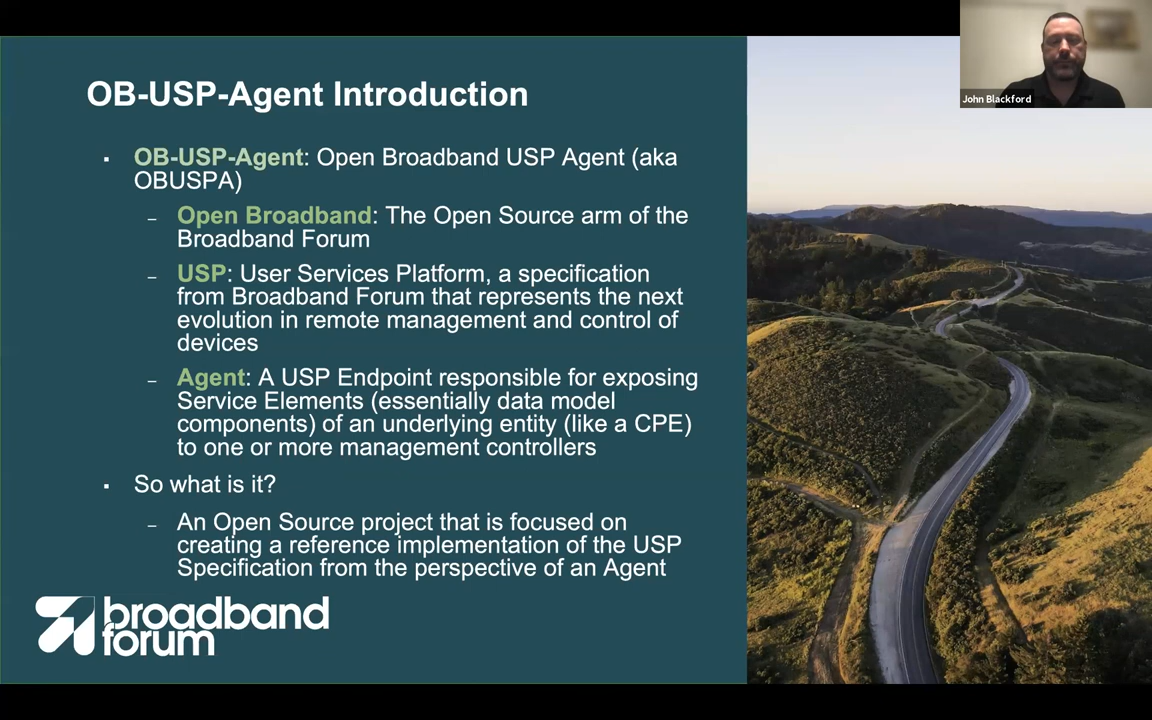 OB-USP-Agent Introduction
▪ OB-USP-Agent: Open Broadband USP Agent (aka
OBUSPA)
– Open Broadband: The Open Source arm of the
Broadband Forum
– USP: User Services Platform, a specification
from Broadband Forum that represents the next
evolution in remote management and control of
devices
– Agent: A USP Endpoint responsible for exposing
Service Elements (essentially data model
components) of an underlying entity (like a CPE)
to one or more management controllers
▪ So what is it?
– An Open Source project that is focused on
creating a reference implementation of the USP
Specification from the perspective of an Agent
broadband
forum
John Blackford